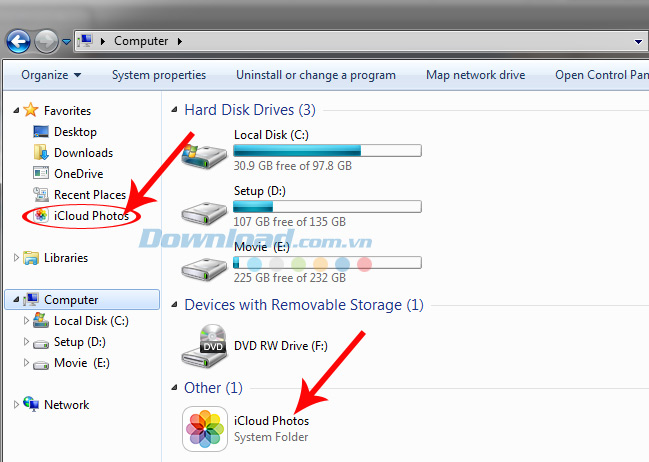 Computer
Organize
System properties
Uninstall or change a program
Map network drive
Open Control Pan
Favorites
Desktop
Downloads
OneDrive
Recent Places
iCloud Photos
Libraries
Computer
Local Disk (C:)
Setup (D:)
Movie (E:)
Network
Hard Disk Drives (3)
Local Disk (C:)
30.9 GB free of 97.8 GB
Setup (D:)
107 GB free of 135 GB
Movie (E:)
225 GB free of 232 GB
Download.com.vn
Devices with Removable Storage (1)
DVD
DVD RW Drive (F:)
Other (1)
iCloud Photos
System Folder